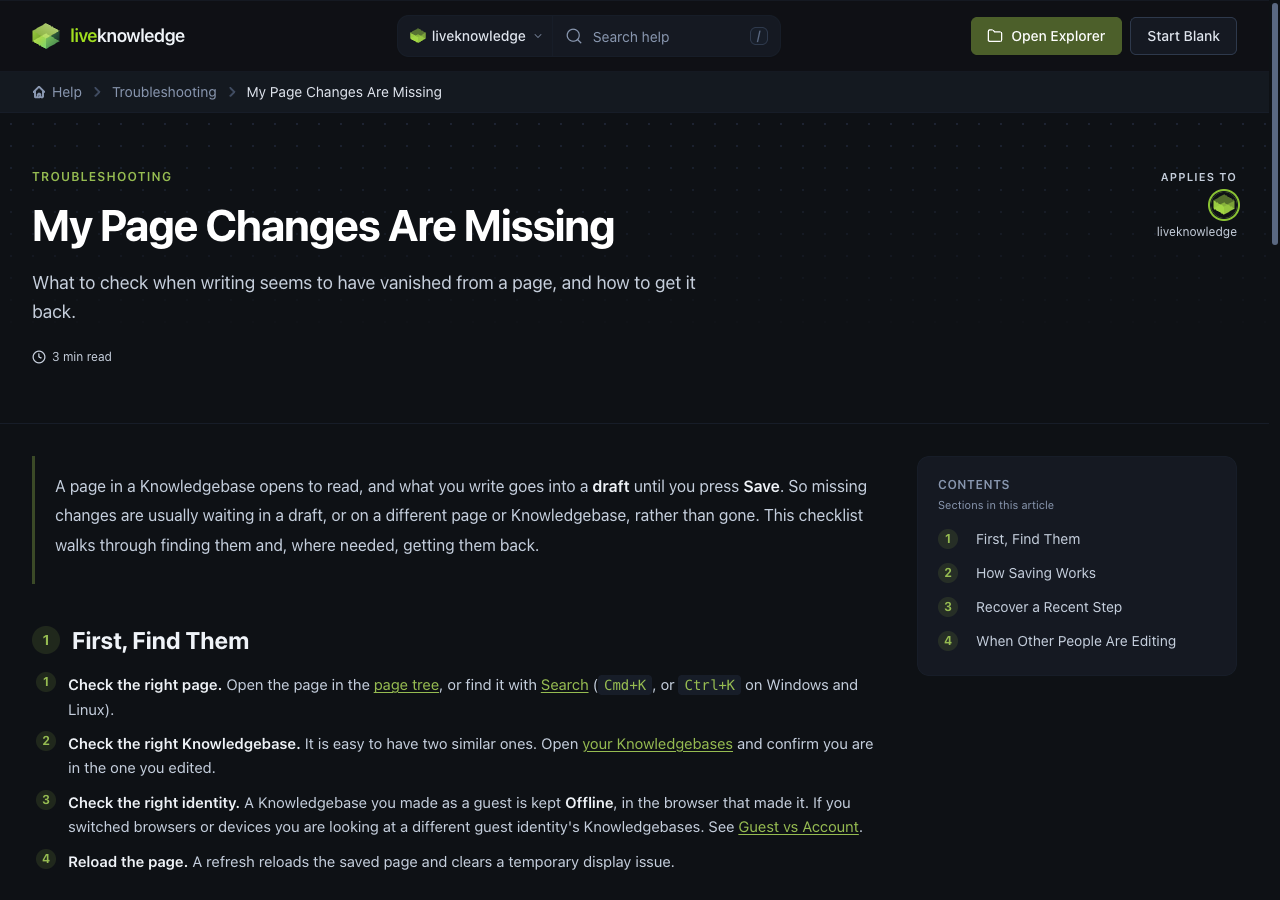 liveknowledge
liveknowledge
Search help
/
Open Explorer
Start Blank
Help
Troubleshooting
My Page Changes Are Missing
TROUBLESHOOTING
My Page Changes Are Missing
What to check when writing seems to have vanished from a page, and how to get it
back.
3 min read
APPLIES TO
liveknowledge
A page in a Knowledgebase opens to read, and what you write goes into a draft until you press Save. So missing
changes are usually waiting in a draft, or on a different page or Knowledgebase, rather than gone. This checklist
walks through finding them and, where needed, getting them back.
CONTENTS
Sections in this article
1 First, Find Them
2 How Saving Works
3 Recover a Recent Step
4 When Other People Are Editing
1 First, Find Them
1 Check the right page. Open the page in the page tree, or find it with Search ( Cmd+K , or Ctrl+K on Windows and
Linux).
2 Check the right Knowledgebase. It is easy to have two similar ones. Open your Knowledgebases and confirm you are
in the one you edited.
3 Check the right identity. A Knowledgebase you made as a guest is kept Offline, in the browser that made it. If you
switched browsers or devices you are looking at a different guest identity's Knowledgebases. See Guest vs Account.
4 Reload the page. A refresh reloads the saved page and clears a temporary display issue.